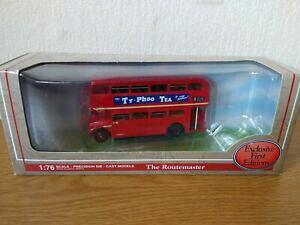 Ty·Phoo Tea
1:76 SCALE - PRECISION DIE - CAST MODELS
The Routemaster
Exclusive
First
Editions